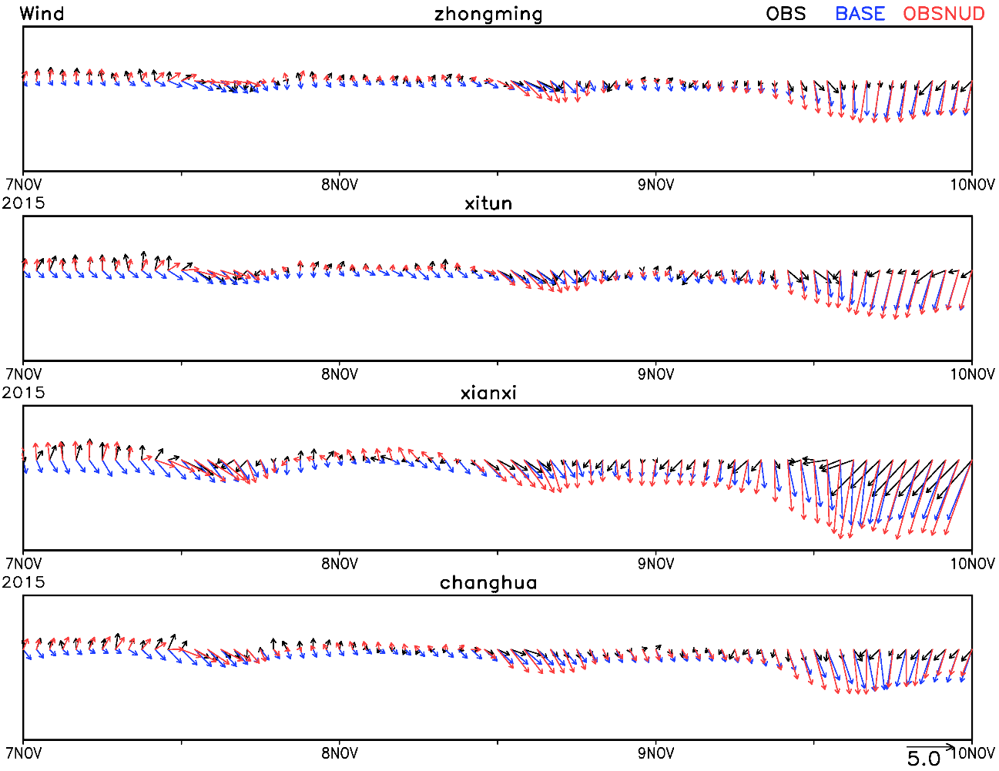 Wind zhongming OBS BASE OBSNUD
7NOV 8NOV 9NOV 10NOV
2015
xitun
7NOV 8NOV 9NOV 10NOV
2015
xianxi
7NOV 8NOV 9NOV 10NOV
2015
changhua
7NOV 8NOV 9NOV 10NOV
5.0